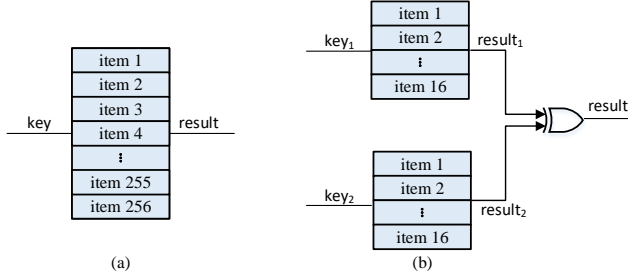 key
item 1
item 2
item 3
item 4
⋮
item 255
item 256
result
(a)
key₁
item 1
item 2
⋮
item 16
result₁
key₂
item 1
item 2
⋮
item 16
result₂
result
(b)